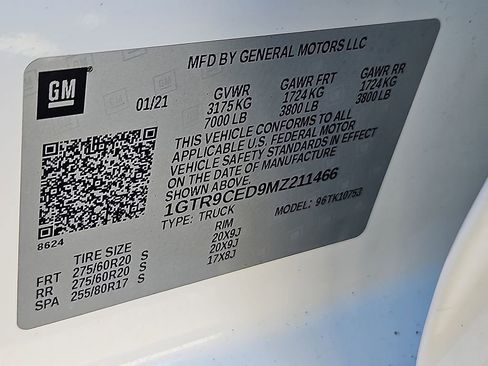 MFD BY GENERAL MOTORS LLC
GM
01/21
GVWR GAWR FRT GAWR RR
3175 KG 1724 KG 1724 KG
7000 LB 3800 LB 3800 LB
THIS VEHICLE CONFORMS TO ALL
APPLICABLE U.S. FEDERAL MOTOR
VEHICLE SAFETY STANDARDS IN EFFECT
ON THE DATE OF MANUFACTURE
SHOWN ABOVE.
1GTR9CED9MZ211466
TYPE: TRUCK MODEL: 96TK10753
8624
TIRE SIZE RIM
FRT 275/60R20 S 20X9J
RR 275/60R20 S 20X9J
SPA 255/80R17 S 17X8J